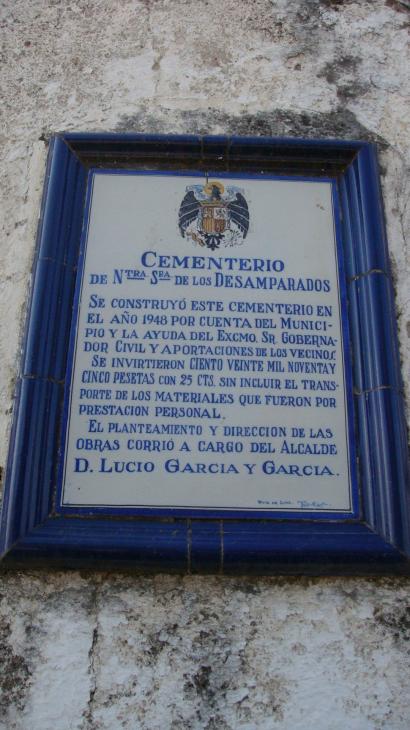 CEMENTERIO
DE NTRA. SRA. DE LOS DESAMPARADOS
SE CONSTRUYÓ ESTE CEMENTERIO EN
EL AÑO 1948 POR CUENTA DEL MUNICI-
PIO Y LA AYUDA DEL EXCMO. SR. GOBERNA-
DOR CIVIL Y APORTACIONES DE LOS VECINOS.
SE INVIRTIERON CIENTO VEINTE MIL NOVENTA Y
CINCO PESETAS CON 25 CTS. SIN INCLUIR EL TRANS-
PORTE DE LOS MATERIALES QUE FUERON POR
PRESTACION PERSONAL.
EL PLANTEAMIENTO Y DIRECCION DE LAS
OBRAS CORRIÓ A CARGO DEL ALCALDE
D. LUCIO GARCIA Y GARCIA.